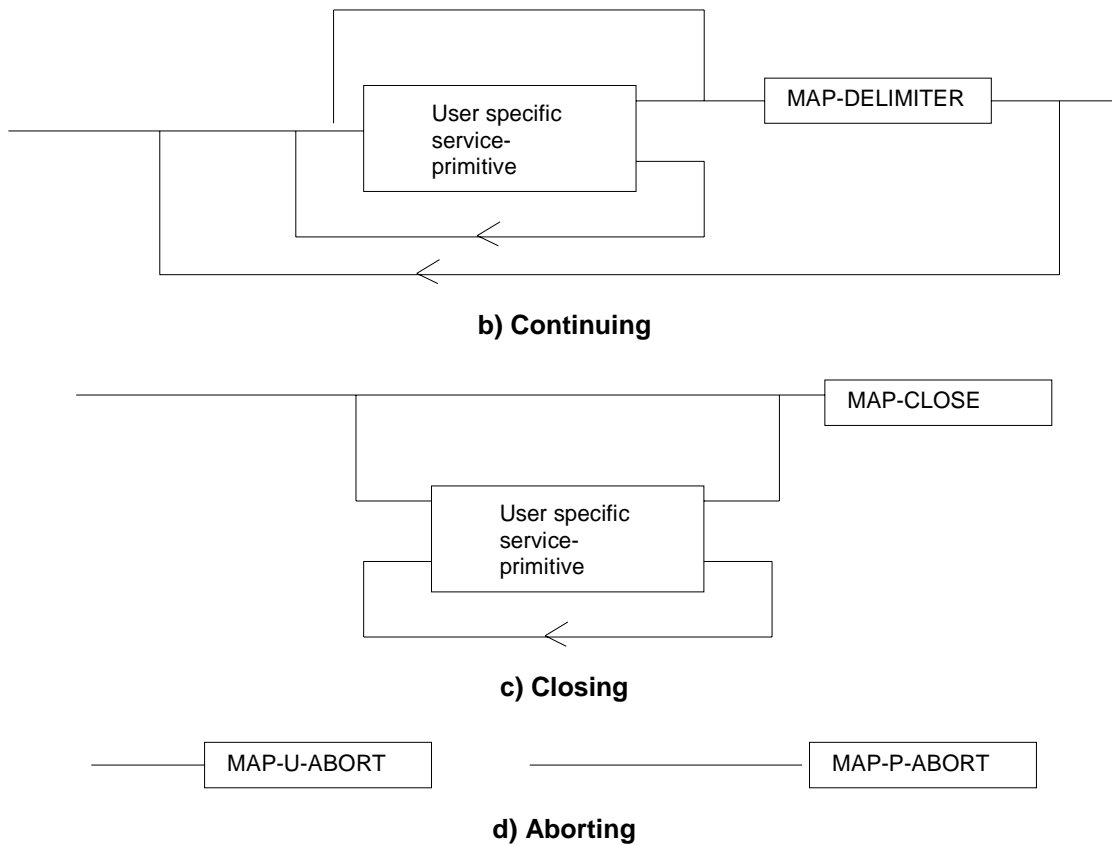 User specific
service-
primitive
MAP-DELIMITER
b) Continuing
MAP-CLOSE
User specific
service-
primitive
c) Closing
MAP-U-ABORT
MAP-P-ABORT
d) Aborting